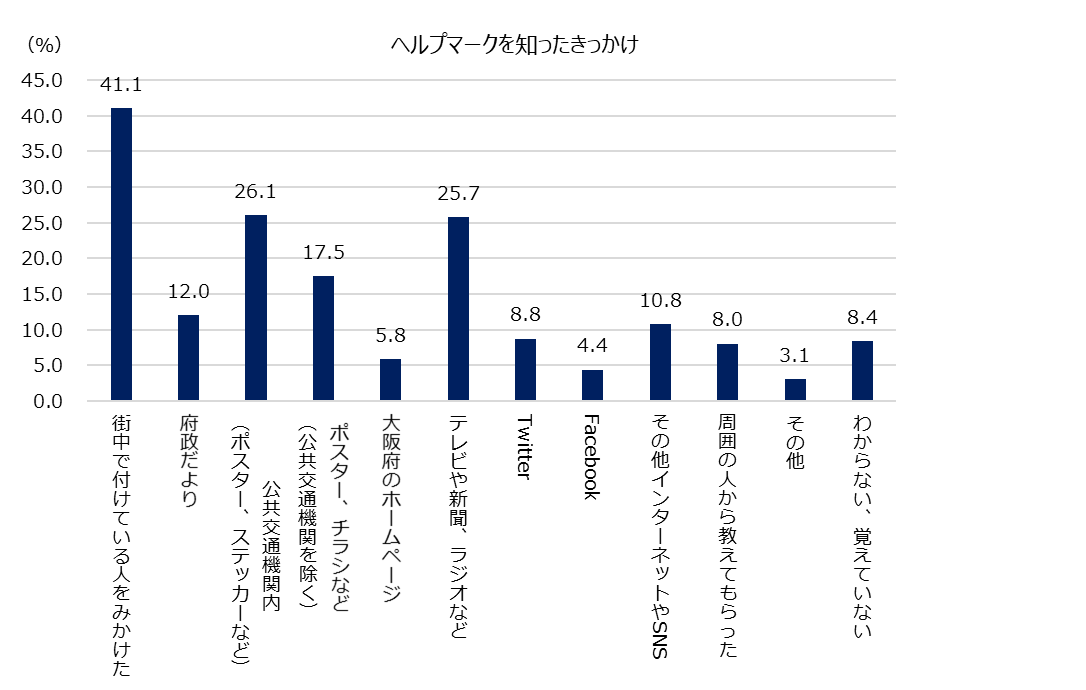 (%)
ヘルプマークを知ったきっかけ
45.0
40.0
35.0
30.0
25.0
20.0
15.0
10.0
5.0
0.0
41.1
12.0
26.1
17.5
5.8
25.7
8.8
4.4
10.8
8.0
3.1
8.4
街中で付けている人をみかけた
府政だより
公共交通機関内
（ポスター、ステッカーなど）
ポスター、チラシなど
（公共交通機関を除く）
大阪府のホームページ
テレビや新聞、ラジオなど
Twitter
Facebook
その他インターネットやSNS
周囲の人から教えてもらった
その他
わからない、覚えていない